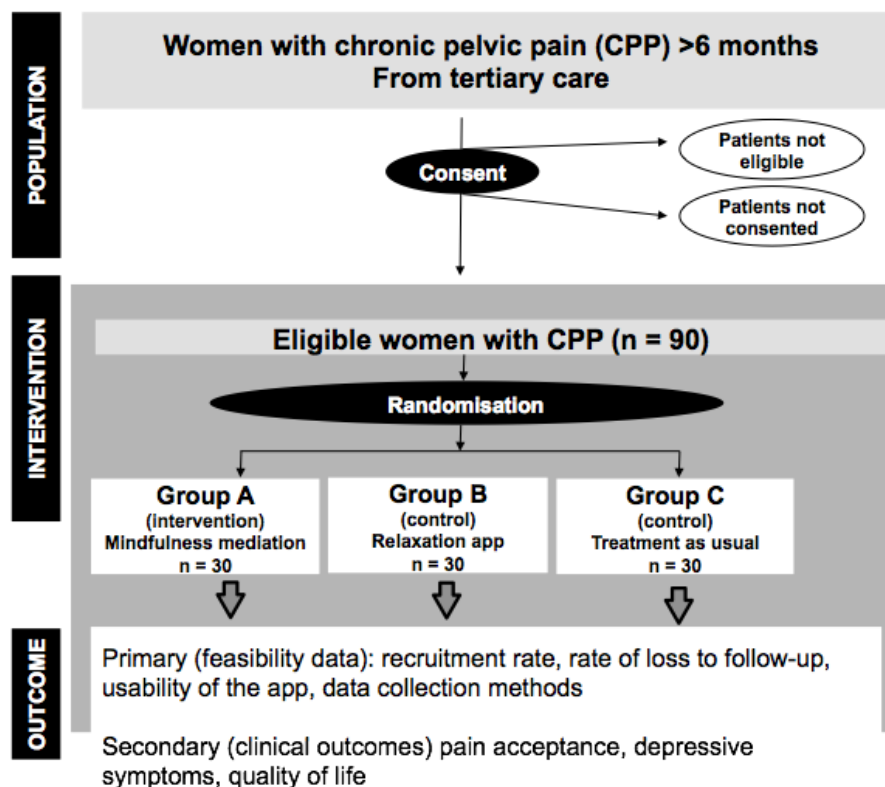 POPULATION
Women with chronic pelvic pain (CPP) >6 months
From tertiary care
Consent
Patients not
eligible
Patients not
consented
INTERVENTION
Eligible women with CPP (n = 90)
Randomisation
Group A
(intervention)
Mindfulness mediation
n = 30
Group B
(control)
Relaxation app
n = 30
Group C
(control)
Treatment as usual
n = 30
OUTCOME
Primary (feasibility data): recruitment rate, rate of loss to follow-up,
usability of the app, data collection methods
Secondary (clinical outcomes) pain acceptance, depressive
symptoms, quality of life